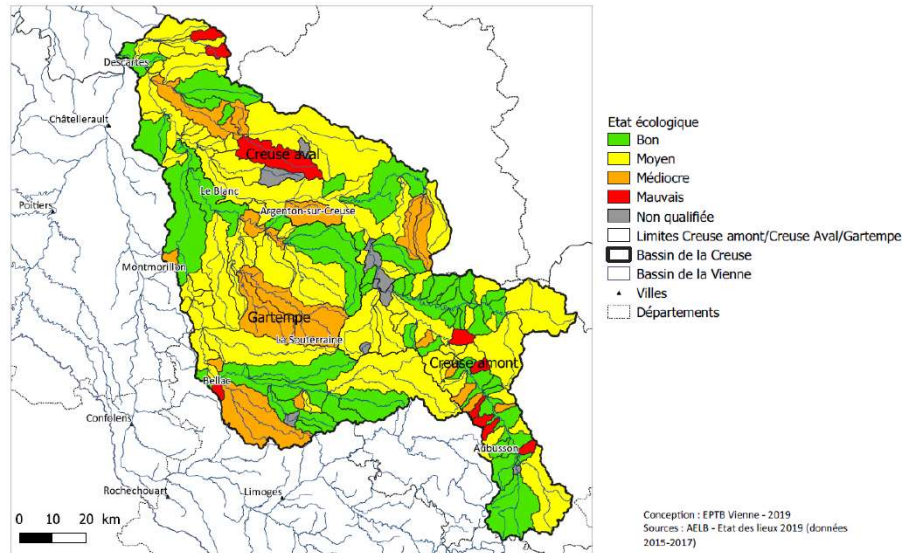 Descartes
Châtellerault
Creuse aval
Le Blanc
Poitiers
Argenton-sur-Creuse
Montmorillon
Gartempe
La Souterraine
Creuse amont
Bellac
Confolens
Aubusson
Rochechouart
Limoges
0 10 20 km
Etat écologique
Bon
Moyen
Médiocre
Mauvais
Non qualifiée
Limites Creuse amont/Creuse Aval/Gartempe
Bassin de la Creuse
Bassin de la Vienne
Villes
Départements
Conception : EPTB Vienne - 2019
Sources : AELB - Etat des lieux 2019 (données
2015-2017)